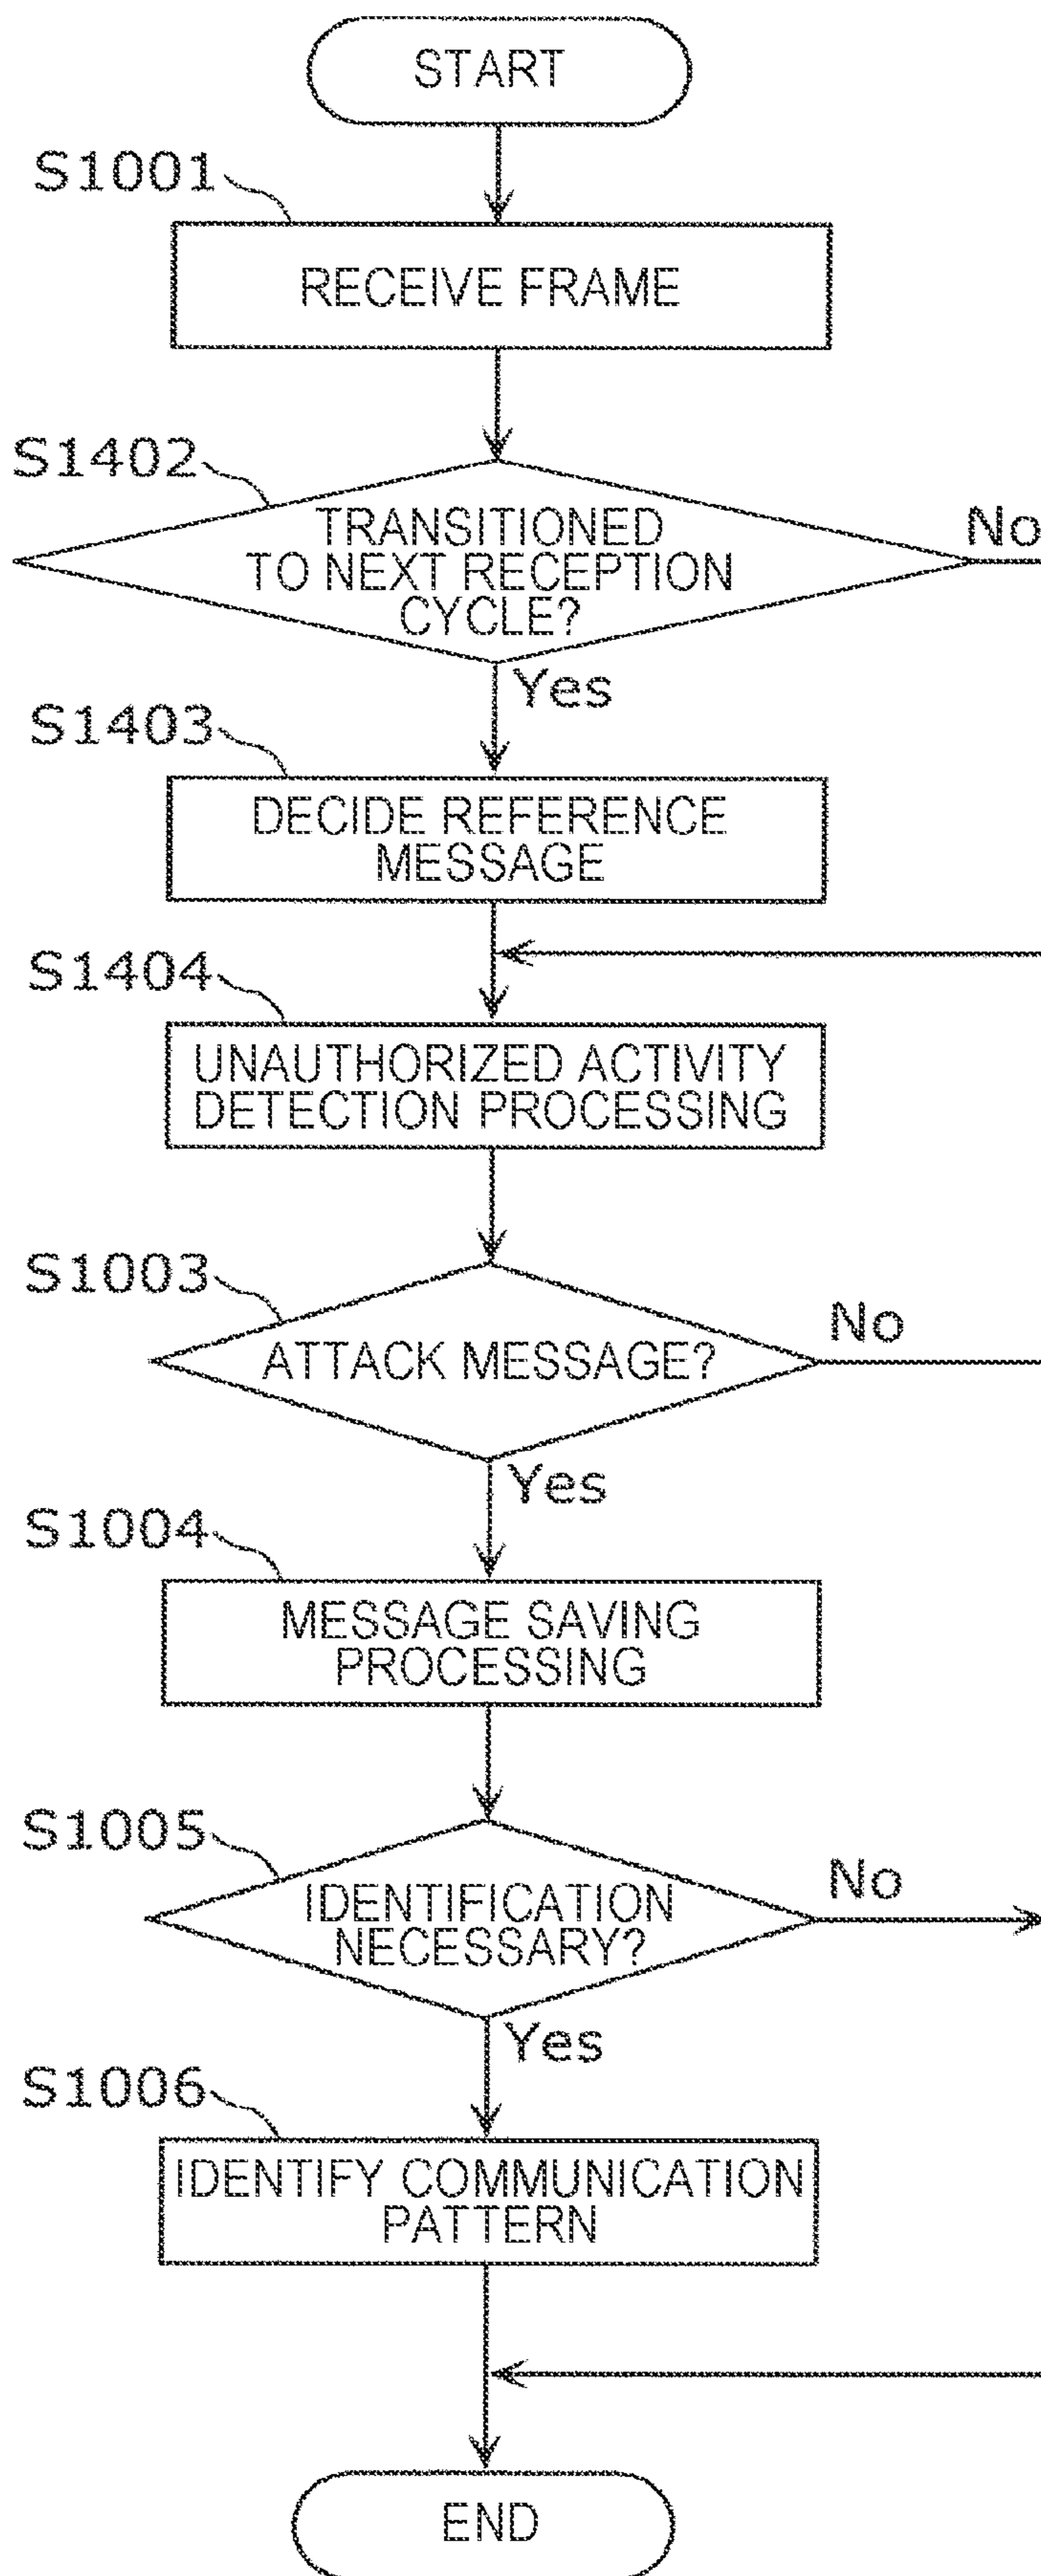 START
S1001
RECEIVE FRAME
S1402
TRANSITIONED
TO NEXT RECEPTION
CYCLE?
No
Yes
S1403
DECIDE REFERENCE
MESSAGE
S1404
UNAUTHORIZED ACTIVITY
DETECTION PROCESSING
S1003
ATTACK MESSAGE?
No
Yes
S1004
MESSAGE SAVING
PROCESSING
S1005
IDENTIFICATION
NECESSARY?
No
Yes
S1006
IDENTIFY COMMUNICATION
PATTERN
END